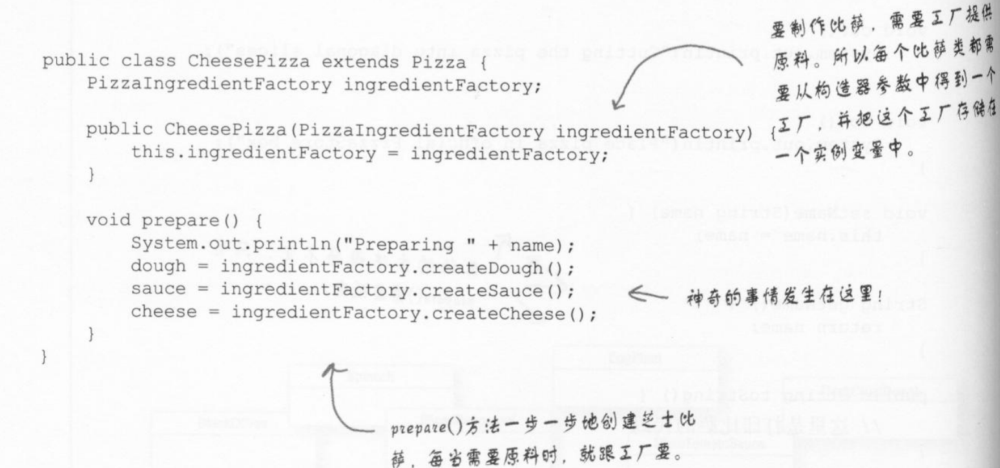 public class CheesePizza extends Pizza {
PizzaIngredientFactory ingredientFactory;
public CheesePizza(PizzaIngredientFactory ingredientFactory) {
this.ingredientFactory = ingredientFactory;
}
void prepare() {
System.out.println("Preparing " + name);
dough = ingredientFactory.createDough();
sauce = ingredientFactory.createSauce();
cheese = ingredientFactory.createCheese();
}
}
要制作比萨，需要工厂提供
原料。所以每个比萨类都需
要从构造器参数中得到一个
工厂，并把这个工厂存储在
一个实例变量中。
神奇的事情发生在这里！
prepare()方法一步一步地创建芝士比
萨，每当需要原料时，就跟工厂要。